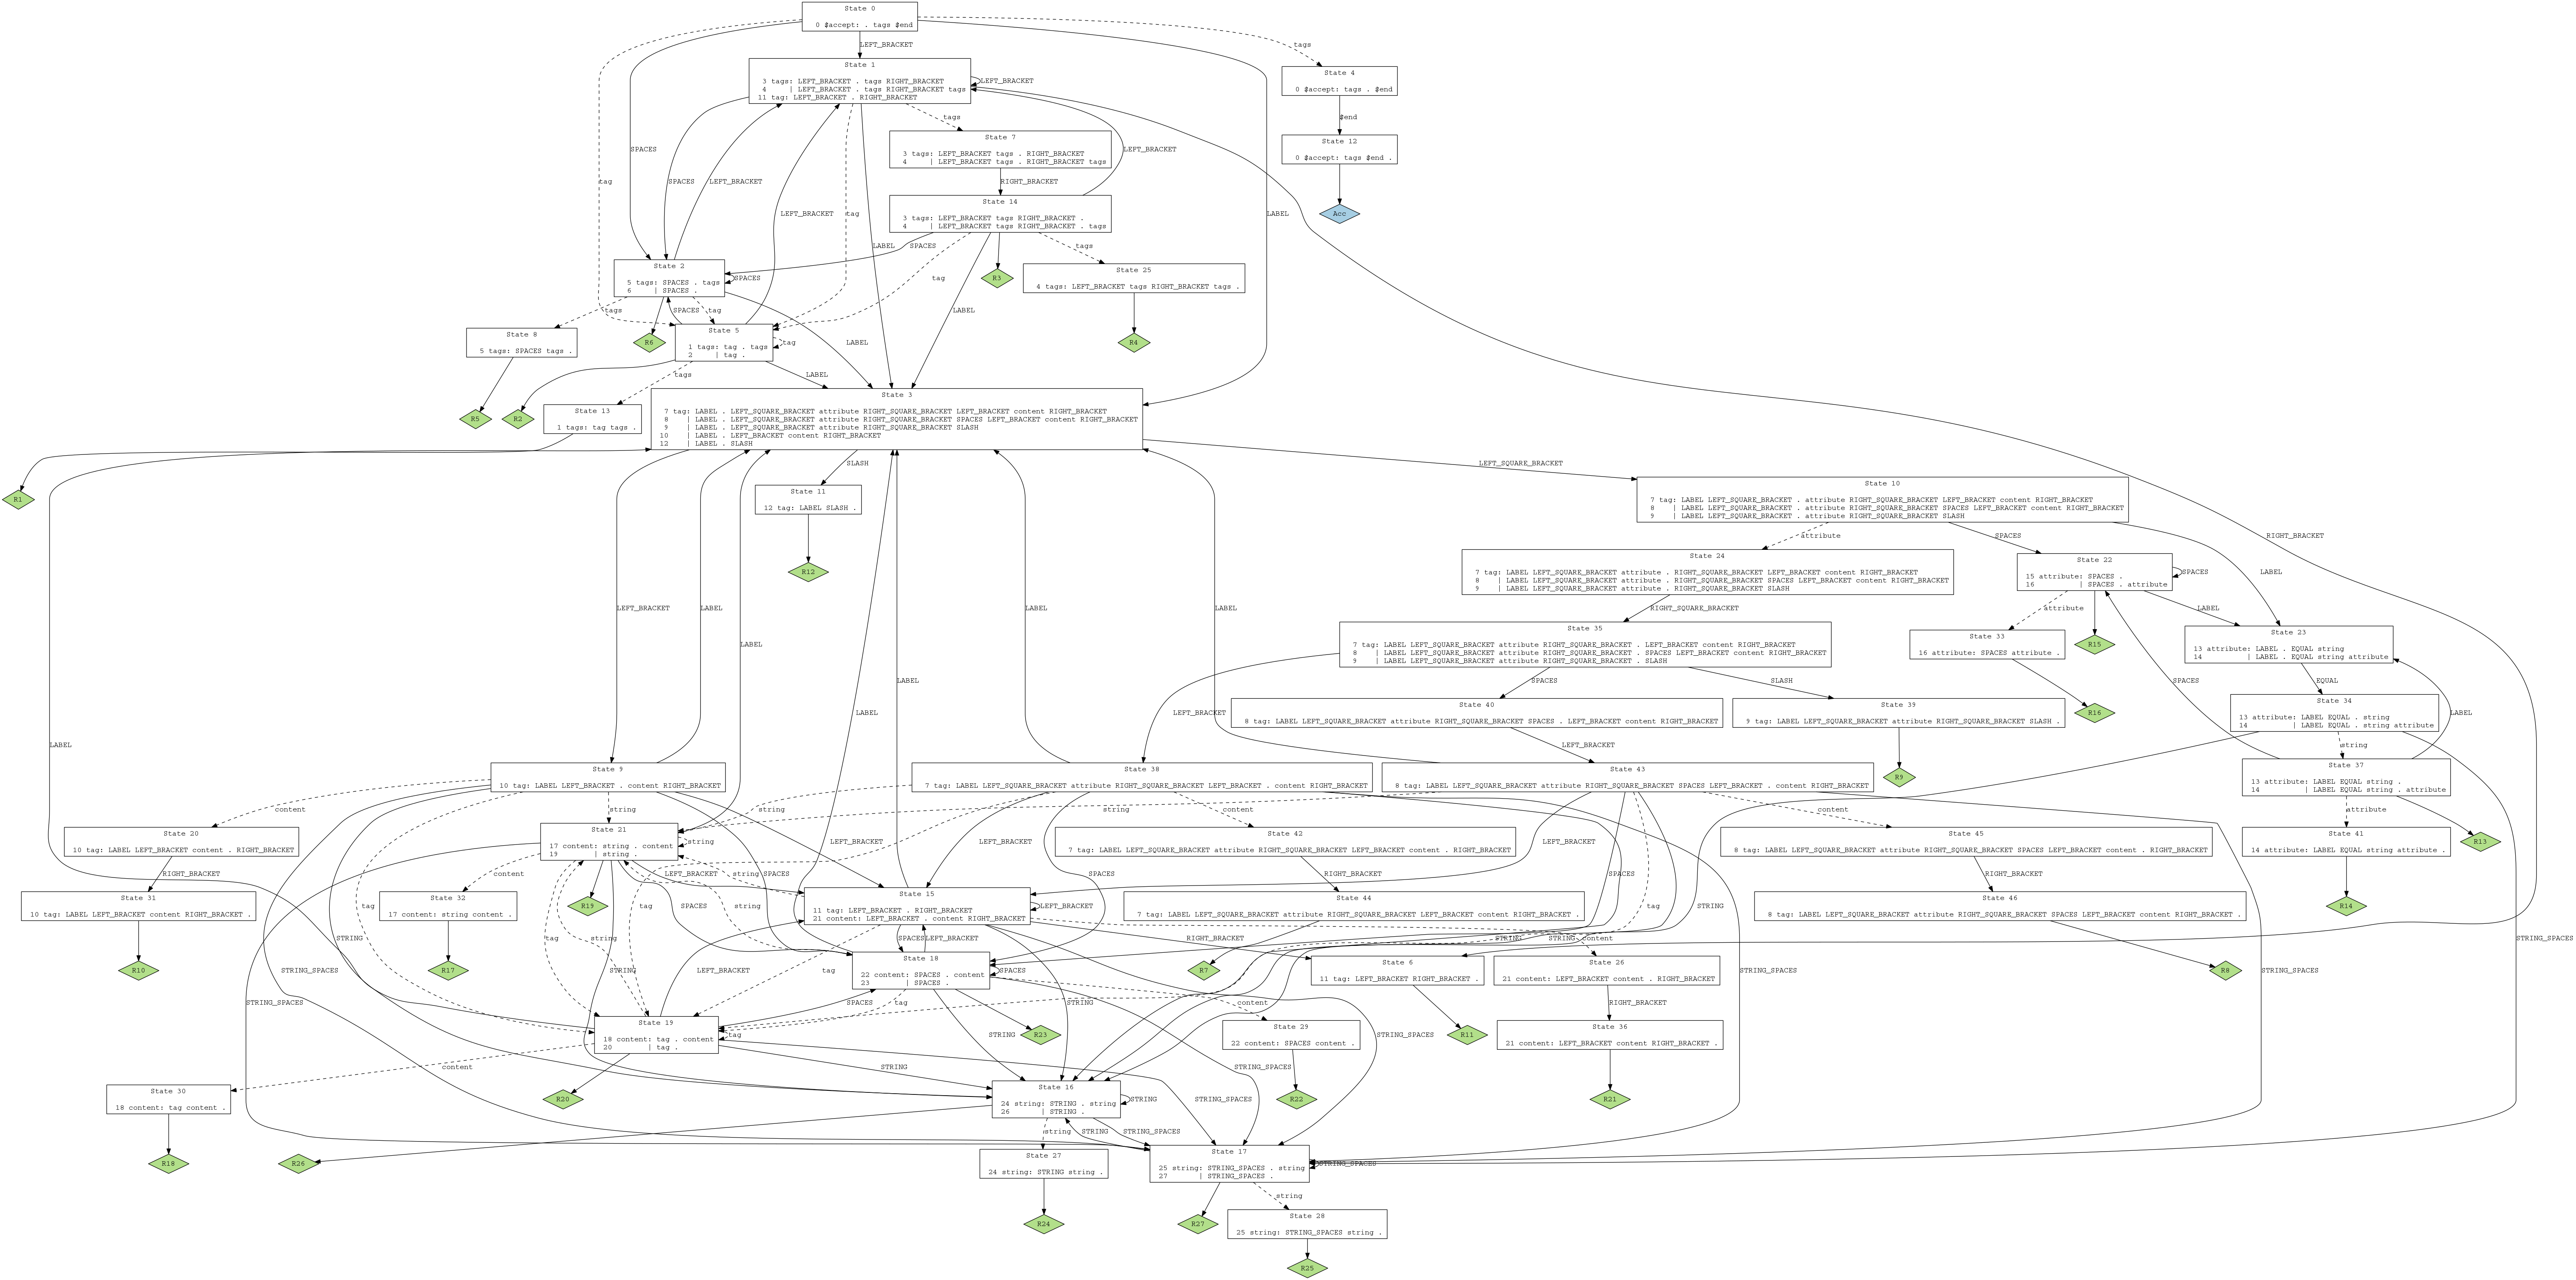 State 0
0 $accept: . tags $end
tags
LEFT_BRACKET
State 1
3 tags: LEFT_BRACKET . tags RIGHT_BRACKET
4 | LEFT_BRACKET . tags RIGHT_BRACKET tags
11 tag: LEFT_BRACKET . RIGHT_BRACKET
LEFT_BRACKET
State 4
0 $accept: tags . $end
tags
$end
State 7
3 tags: LEFT_BRACKET tags . RIGHT_BRACKET
4 | LEFT_BRACKET tags . RIGHT_BRACKET tags
State 12
0 $accept: tags $end .
SPACES
SPACES
LEFT_BRACKET
LEFT_BRACKET
tag
RIGHT_BRACKET
State 14
3 tags: LEFT_BRACKET tags RIGHT_BRACKET .
4 | LEFT_BRACKET tags RIGHT_BRACKET . tags
Acc
LEFT_BRACKET
tag
LABEL
LABEL
SPACES
tags
State 2
5 tags: SPACES . tags
6 | SPACES .
SPACES
tag
R3
State 25
4 tags: LEFT_BRACKET tags RIGHT_BRACKET tags .
tags
SPACES
tag
LABEL
State 8
5 tags: SPACES tags .
R6
State 5
1 tags: tag . tags
2 | tag .
tag
LABEL
R4
tags
LABEL
State 3
7 tag: LABEL . LEFT_SQUARE_BRACKET attribute RIGHT_SQUARE_BRACKET LEFT_BRACKET content RIGHT_BRACKET
8 | LABEL . LEFT_SQUARE_BRACKET attribute RIGHT_SQUARE_BRACKET SPACES LEFT_BRACKET content RIGHT_BRACKET
9 | LABEL . LEFT_SQUARE_BRACKET attribute RIGHT_SQUARE_BRACKET SLASH
10 | LABEL . LEFT_BRACKET content RIGHT_BRACKET
12 | LABEL . SLASH
R5
R2
State 13
1 tags: tag tags .
R1
SLASH
LEFT_SQUARE_BRACKET
State 11
12 tag: LABEL SLASH .
State 10
7 tag: LABEL LEFT_SQUARE_BRACKET . attribute RIGHT_SQUARE_BRACKET LEFT_BRACKET content RIGHT_BRACKET
8 | LABEL LEFT_SQUARE_BRACKET . attribute RIGHT_SQUARE_BRACKET SPACES LEFT_BRACKET content RIGHT_BRACKET
9 | LABEL LEFT_SQUARE_BRACKET . attribute RIGHT_SQUARE_BRACKET SLASH
attribute
SPACES
RIGHT_BRACKET
R12
State 24
7 tag: LABEL LEFT_SQUARE_BRACKET attribute . RIGHT_SQUARE_BRACKET LEFT_BRACKET content RIGHT_BRACKET
8 | LABEL LEFT_SQUARE_BRACKET attribute . RIGHT_SQUARE_BRACKET SPACES LEFT_BRACKET content RIGHT_BRACKET
9 | LABEL LEFT_SQUARE_BRACKET attribute . RIGHT_SQUARE_BRACKET SLASH
State 22
15 attribute: SPACES .
16 | SPACES . attribute
SPACES
LABEL
LEFT_BRACKET
LABEL
LABEL
LABEL
RIGHT_SQUARE_BRACKET
attribute
LABEL
State 35
7 tag: LABEL LEFT_SQUARE_BRACKET attribute RIGHT_SQUARE_BRACKET . LEFT_BRACKET content RIGHT_BRACKET
8 | LABEL LEFT_SQUARE_BRACKET attribute RIGHT_SQUARE_BRACKET . SPACES LEFT_BRACKET content RIGHT_BRACKET
9 | LABEL LEFT_SQUARE_BRACKET attribute RIGHT_SQUARE_BRACKET . SLASH
State 33
16 attribute: SPACES attribute .
R15
State 23
13 attribute: LABEL . EQUAL string
14 | LABEL . EQUAL string attribute
LABEL
LABEL
SPACES
SLASH
SPACES
EQUAL
LABEL
LEFT_BRACKET
State 40
8 tag: LABEL LEFT_SQUARE_BRACKET attribute RIGHT_SQUARE_BRACKET SPACES . LEFT_BRACKET content RIGHT_BRACKET
State 39
9 tag: LABEL LEFT_SQUARE_BRACKET attribute RIGHT_SQUARE_BRACKET SLASH .
R16
State 34
13 attribute: LABEL EQUAL . string
14 | LABEL EQUAL . string attribute
LABEL
LABEL
LEFT_BRACKET
string
State 9
10 tag: LABEL LEFT_BRACKET . content RIGHT_BRACKET
State 38
7 tag: LABEL LEFT_SQUARE_BRACKET attribute RIGHT_SQUARE_BRACKET LEFT_BRACKET . content RIGHT_BRACKET
State 43
8 tag: LABEL LEFT_SQUARE_BRACKET attribute RIGHT_SQUARE_BRACKET SPACES LEFT_BRACKET . content RIGHT_BRACKET
R9
State 37
13 attribute: LABEL EQUAL string .
14 | LABEL EQUAL string . attribute
content
string
string
string
content
content
attribute
State 20
10 tag: LABEL LEFT_BRACKET content . RIGHT_BRACKET
State 21
17 content: string . content
19 | string .
string
LEFT_BRACKET
LEFT_BRACKET
State 42
7 tag: LABEL LEFT_SQUARE_BRACKET attribute RIGHT_SQUARE_BRACKET LEFT_BRACKET content . RIGHT_BRACKET
LEFT_BRACKET
State 45
8 tag: LABEL LEFT_SQUARE_BRACKET attribute RIGHT_SQUARE_BRACKET SPACES LEFT_BRACKET content . RIGHT_BRACKET
State 41
14 attribute: LABEL EQUAL string attribute .
R13
RIGHT_BRACKET
content
LEFT_BRACKET
SPACES
string
SPACES
RIGHT_BRACKET
SPACES
RIGHT_BRACKET
State 31
10 tag: LABEL LEFT_BRACKET content RIGHT_BRACKET .
State 32
17 content: string content .
R19
SPACES
string
State 15
11 tag: LEFT_BRACKET . RIGHT_BRACKET
21 content: LEFT_BRACKET . content RIGHT_BRACKET
LEFT_BRACKET
State 44
7 tag: LABEL LEFT_SQUARE_BRACKET attribute RIGHT_SQUARE_BRACKET LEFT_BRACKET content RIGHT_BRACKET .
tag
STRING
State 46
8 tag: LABEL LEFT_SQUARE_BRACKET attribute RIGHT_SQUARE_BRACKET SPACES LEFT_BRACKET content RIGHT_BRACKET .
R14
tag
tag
STRING
tag
string
SPACES
LEFT_BRACKET
RIGHT_BRACKET
STRING
STRING
content
STRING_SPACES
R10
R17
STRING_SPACES
STRING
LEFT_BRACKET
tag
State 18
22 content: SPACES . content
23 | SPACES .
SPACES
R7
State 6
11 tag: LEFT_BRACKET RIGHT_BRACKET .
State 26
21 content: LEFT_BRACKET content . RIGHT_BRACKET
STRING_SPACES
STRING_SPACES
R8
STRING_SPACES
SPACES
tag
STRING
content
RIGHT_BRACKET
State 19
18 content: tag . content
20 | tag .
tag
STRING
R23
State 29
22 content: SPACES content .
STRING_SPACES
R11
State 36
21 content: LEFT_BRACKET content RIGHT_BRACKET .
content
STRING
STRING_SPACES
State 30
18 content: tag content .
R20
State 16
24 string: STRING . string
26 | STRING .
STRING
STRING_SPACES
R22
R21
string
STRING
STRING_SPACES
R18
R26
State 27
24 string: STRING string .
State 17
25 string: STRING_SPACES . string
27 | STRING_SPACES .
STRING_SPACES
string
R24
R27
State 28
25 string: STRING_SPACES string .
R25